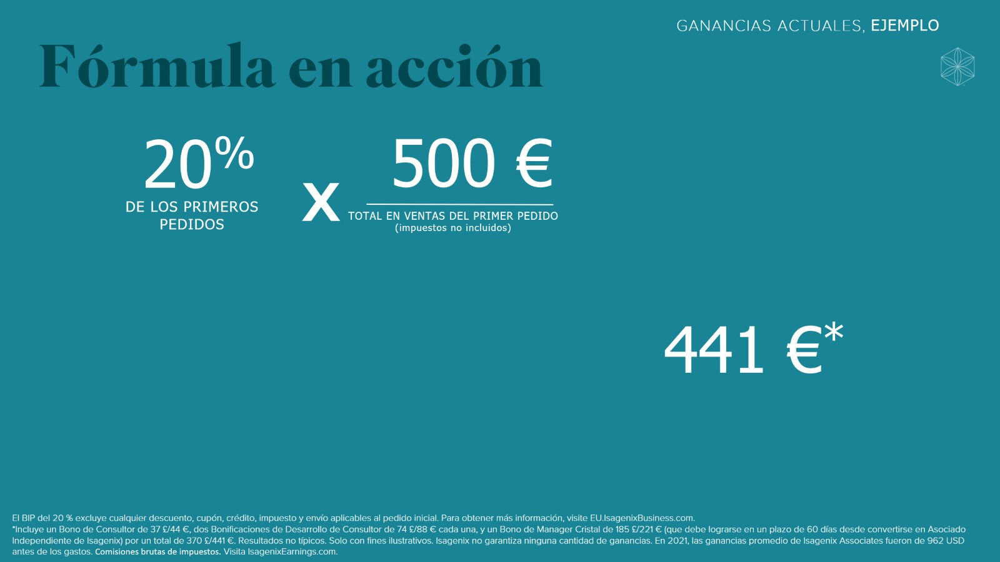 GANANCIAS ACTUALES, EJEMPLO
Fórmula en acción
20%
DE LOS PRIMEROS
PEDIDOS
X
500 €
TOTAL EN VENTAS DEL PRIMER PEDIDO
(impuestos no incluidos)
441 €*
El BIP del 20 % excluye cualquier descuento, cupón, crédito, impuesto y envío aplicables al pedido inicial. Para obtener más información, visite EU.IsagenixBusiness.com.
*Incluye un Bono de Consultor de 37 £/44 €, dos Bonificaciones de Desarrollo de Consultor de 74 £/88 € cada una, y un Bono de Manager Cristal de 185 £/221 € (que debe lograrse en un plazo de 60 días desde convertirse en Asociado
Independiente de Isagenix) por un total de 370 £/441 €. Resultados no típicos. Solo con fines ilustrativos. Isagenix no garantiza ninguna cantidad de ganancias. En 2021, las ganancias promedio de Isagenix Associates fueron de 962 USD
antes de los gastos. Comisiones brutas de impuestos. Visita IsagenixEarnings.com.